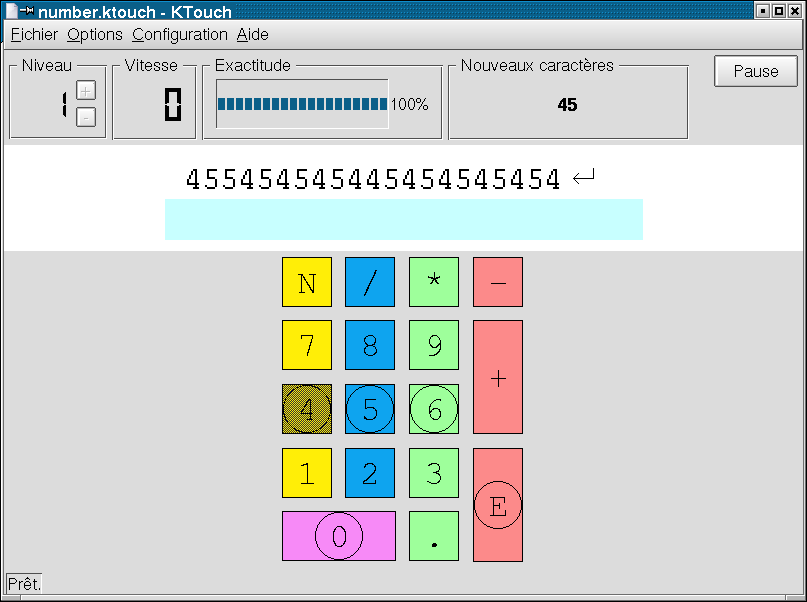 number.ktouch - KTouch
Fichier Options Configuration Aide
Niveau Vitesse Exactitude Nouveaux caractères Pause
1 + - 0 100% 45
455454545445454545454 ↵
N / * -
7 8 9 +
4 5 6
1 2 3 E
0 .
Prêt.